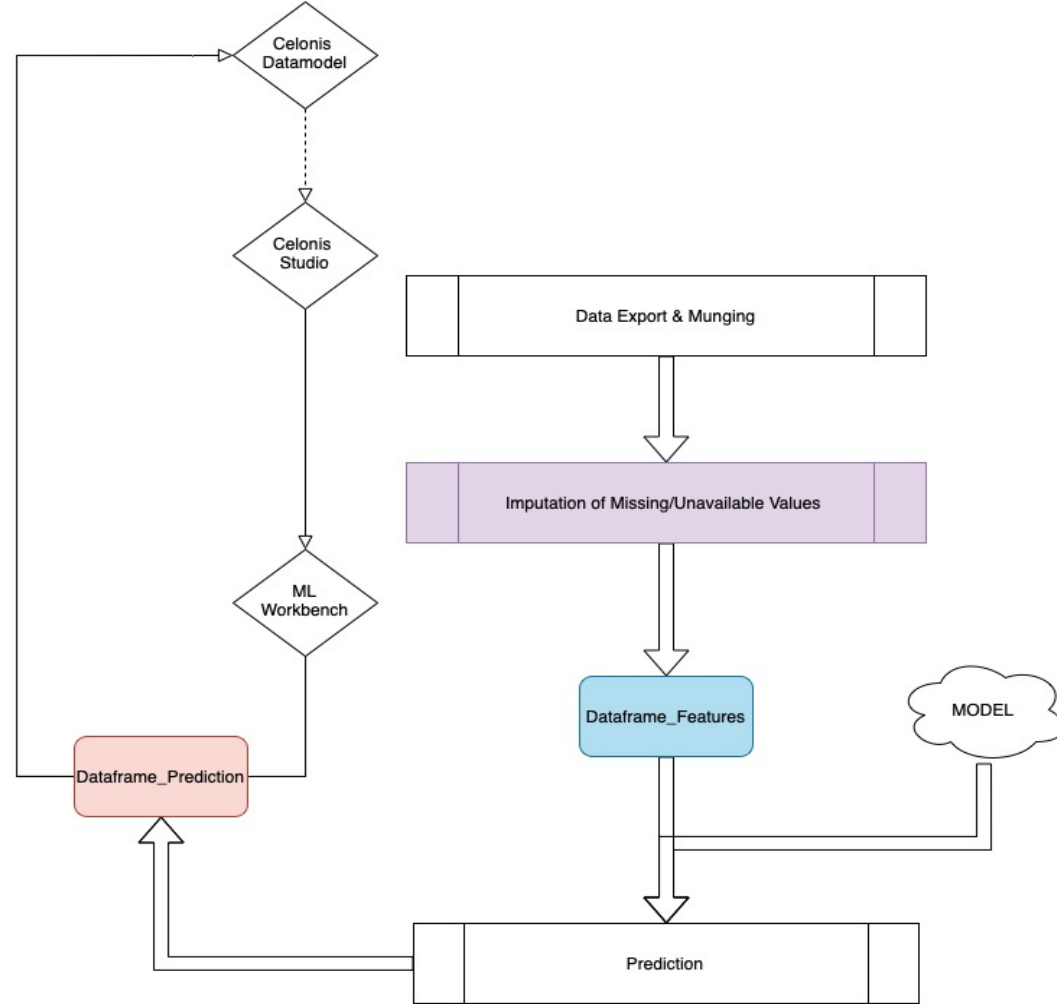 Celonis
Datamodel
Celonis
Studio
Data Export & Munging
Imputation of Missing/Unavailable Values
ML
Workbench
Dataframe_Features
MODEL
Dataframe_Prediction
Prediction